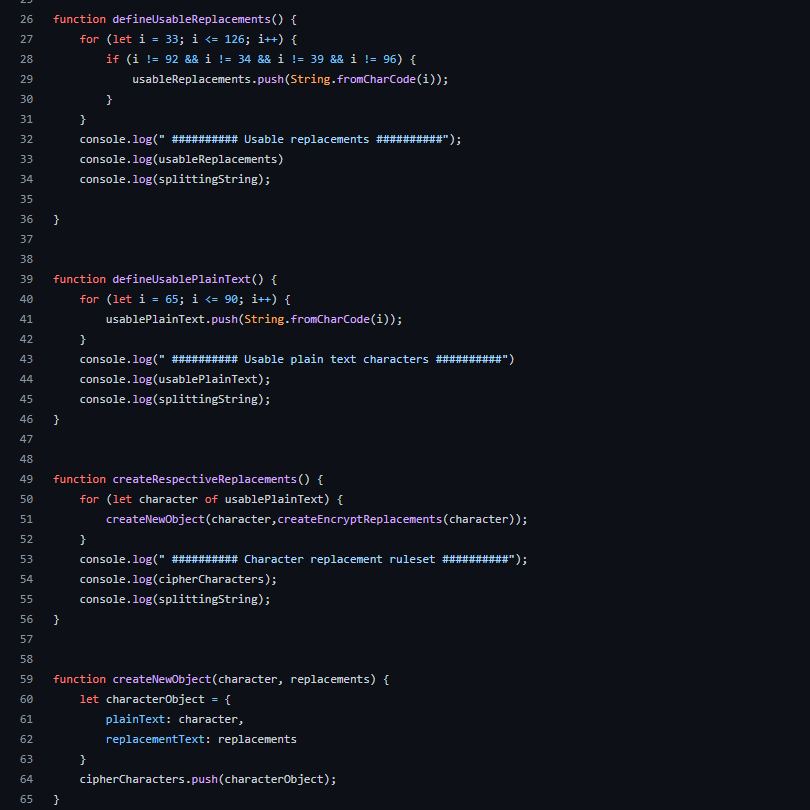 26 function defineUsableReplacements() {
27     for (let i = 33; i <= 126; i++) {
28         if (i != 92 && i != 34 && i != 39 && i != 96) {
29             usableReplacements.push(String.fromCharCode(i));
30         }
31     }
32     console.log(" ########## Usable replacements ##########");
33     console.log(usableReplacements)
34     console.log(splittingString);
35
36 }
37
38
39 function defineUsablePlainText() {
40     for (let i = 65; i <= 90; i++) {
41         usablePlainText.push(String.fromCharCode(i));
42     }
43     console.log(" ########## Usable plain text characters ##########")
44     console.log(usablePlainText);
45     console.log(splittingString);
46 }
47
48
49 function createRespectiveReplacements() {
50     for (let character of usablePlainText) {
51         createNewObject(character,createEncryptReplacements(character));
52     }
53     console.log(" ########## Character replacement ruleset ##########");
54     console.log(cipherCharacters);
55     console.log(splittingString);
56 }
57
58
59 function createNewObject(character, replacements) {
60     let characterObject = {
61         plainText: character,
62         replacementText: replacements
63     }
64     cipherCharacters.push(characterObject);
65 }